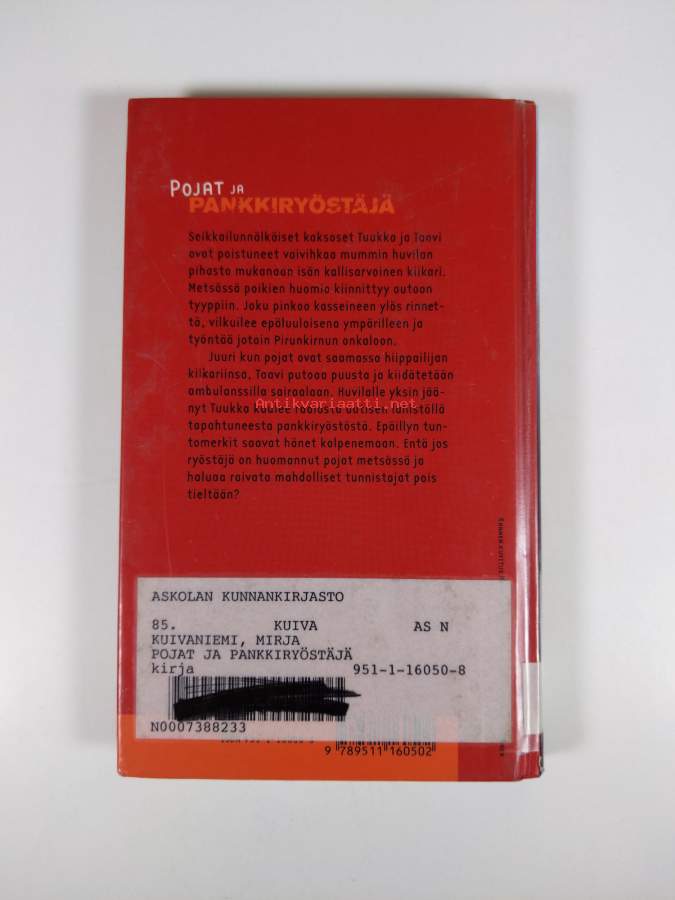 POJAT JA
PANKKIRYÖSTÄJÄ
Seikkailunnälkäiset kaksoset Tuukka ja Taavi
ovat poistuneet vaivihkaa mummin huvilan
pihasta mukanaan isän kallisarvoinen kiikari.
Metsässä poikien huomio kiinnittyy outoon
tyyppiin. Joku pinkoo kasseineen ylös rinnet-
tä, vilkuilee epäluuloisena ympärilleen ja
työntää jotain Pirunkirnun onkaloon.
Juuri kun pojat ovat saamassa hiippailijan
kiikariinsa, Taavi putoaa puusta ja kiidätetään
ambulanssilla sairaalaan. Huvilalle yksin jää-
Antikvariaatti.net
nyt Tuukka kuulee radiosta uutisen lähistöllä
tapahtuneesta pankkiryöstöstä. Epäillyn tun-
tomerkit saavat hänet kalpenemaan. Entä jos
ryöstäjä on huomannut pojat metsässä ja
haluaa raivata mahdolliset tunnistajat pois
tieltään?
ASKOLAN KUNNANKIRJASTO
85. KUIVA AS N
KUIVANIEMI, MIRJA
POJAT JA PANKKIRYÖSTÄJÄ
kirja 951-1-16050-8
N0007388233
9 789511 160502